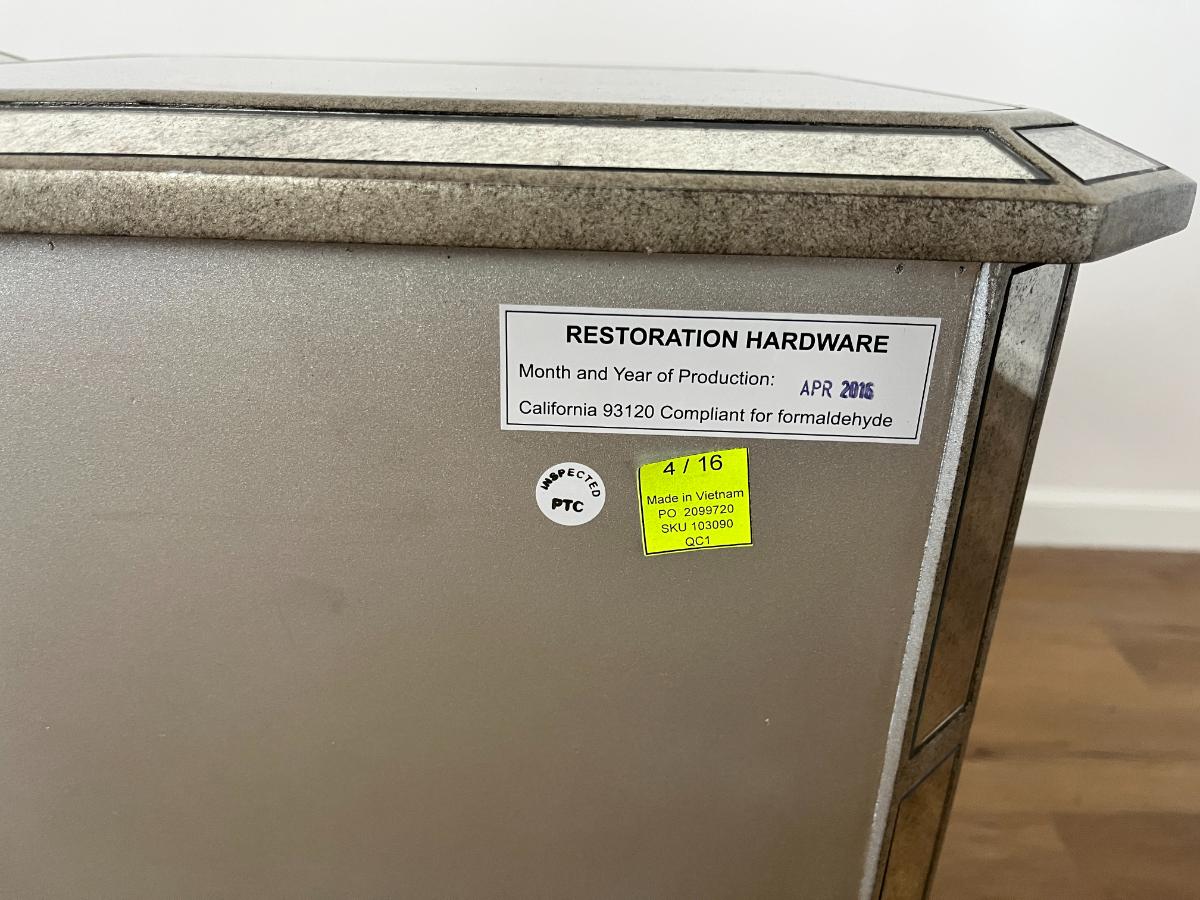 RESTORATION HARDWARE
Month and Year of Production: APR 2016
California 93120 Compliant for formaldehyde
INSPECTED
PTC
4 / 16
Made in Vietnam
PO 2099720
SKU 103090
QC1